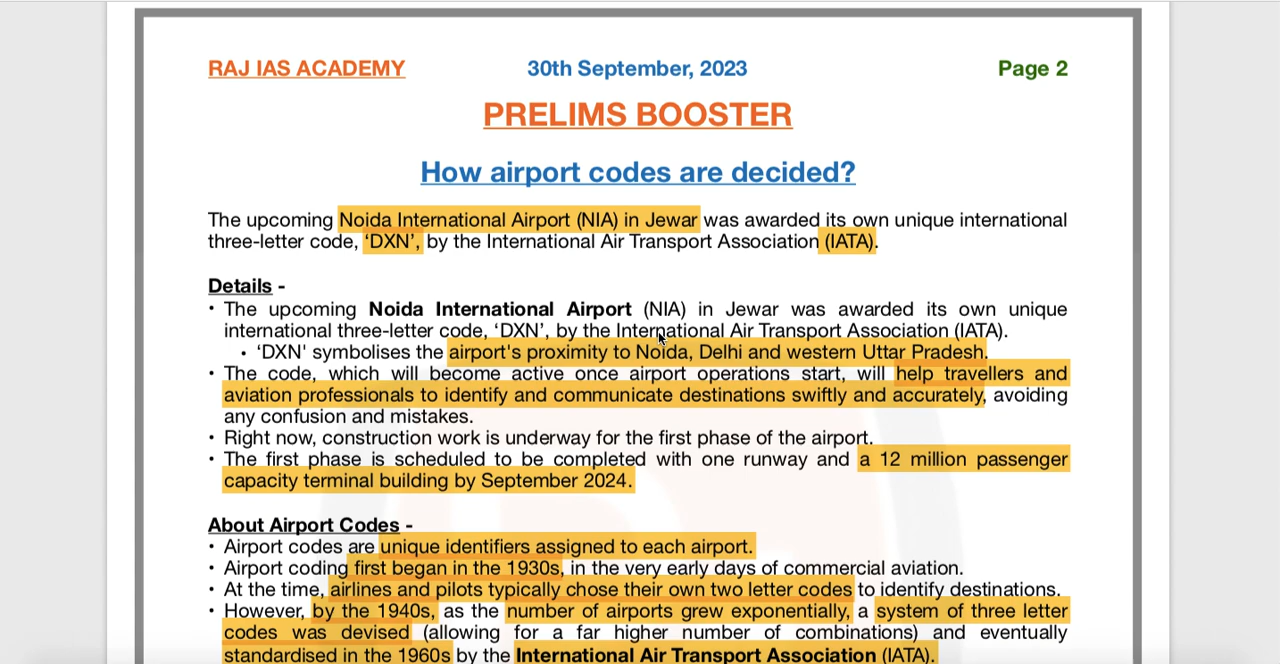 RAJ IAS ACADEMY 30th September, 2023 Page 2
PRELIMS BOOSTER
How airport codes are decided?
The upcoming Noida International Airport (NIA) in Jewar was awarded its own unique international
three-letter code, ‘DXN’, by the International Air Transport Association (IATA).
Details -
• The upcoming Noida International Airport (NIA) in Jewar was awarded its own unique
international three-letter code, ‘DXN’, by the International Air Transport Association (IATA).
• ‘DXN' symbolises the airport's proximity to Noida, Delhi and western Uttar Pradesh.
• The code, which will become active once airport operations start, will help travellers and
aviation professionals to identify and communicate destinations swiftly and accurately, avoiding
any confusion and mistakes.
• Right now, construction work is underway for the first phase of the airport.
• The first phase is scheduled to be completed with one runway and a 12 million passenger
capacity terminal building by September 2024.
About Airport Codes -
• Airport codes are unique identifiers assigned to each airport.
• Airport coding first began in the 1930s, in the very early days of commercial aviation.
• At the time, airlines and pilots typically chose their own two letter codes to identify destinations.
• However, by the 1940s, as the number of airports grew exponentially, a system of three letter
codes was devised (allowing for a far higher number of combinations) and eventually
standardised in the 1960s by the International Air Transport Association (IATA).